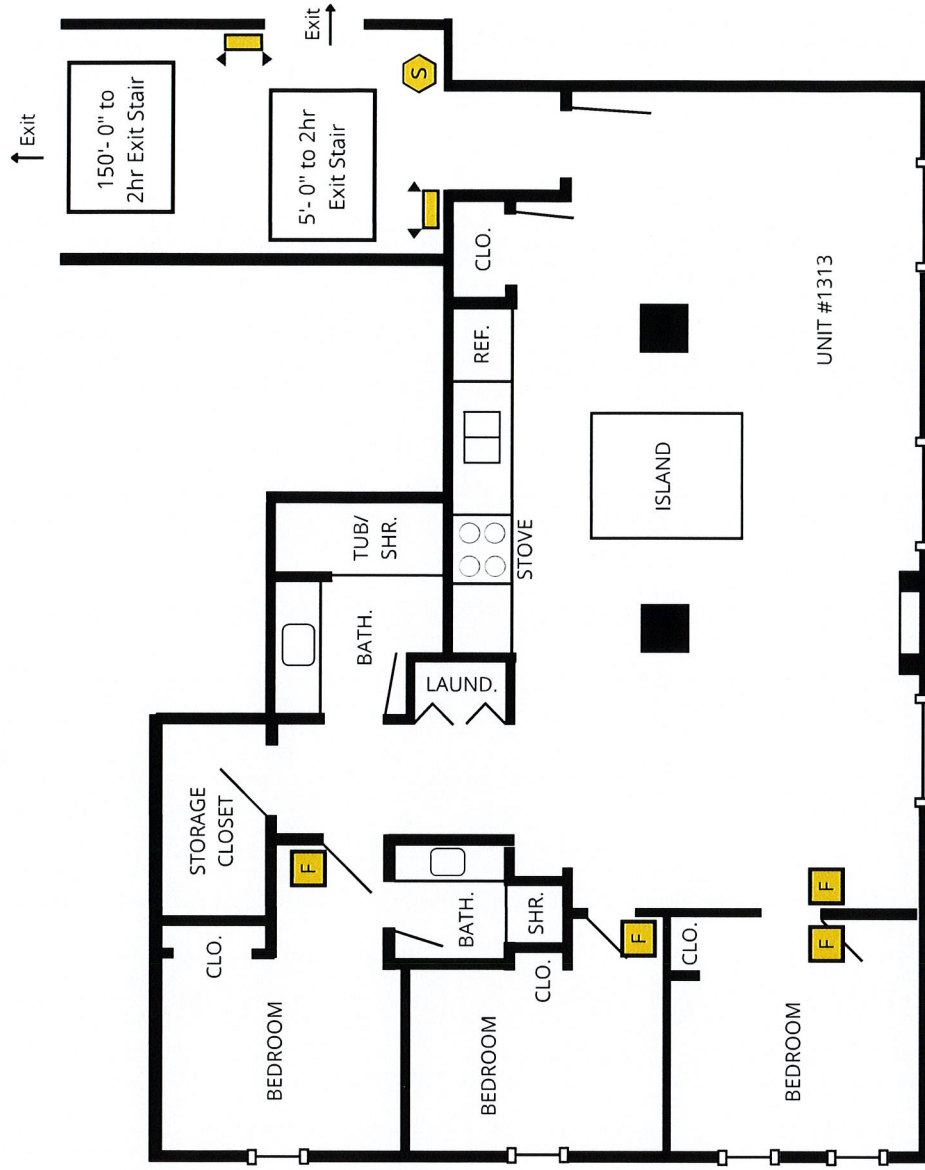 Exit
150'- 0" to
2hr Exit Stair
Exit
5'- 0" to 2hr
Exit Stair
S
CLO.
REF.
STOVE
ISLAND
UNIT #1313
TUB/
SHR.
BATH.
LAUND.
STORAGE
CLOSET
F
CLO.
BEDROOM
BATH.
SHR.
CLO.
F
BEDROOM
CLO.
F
F
BEDROOM